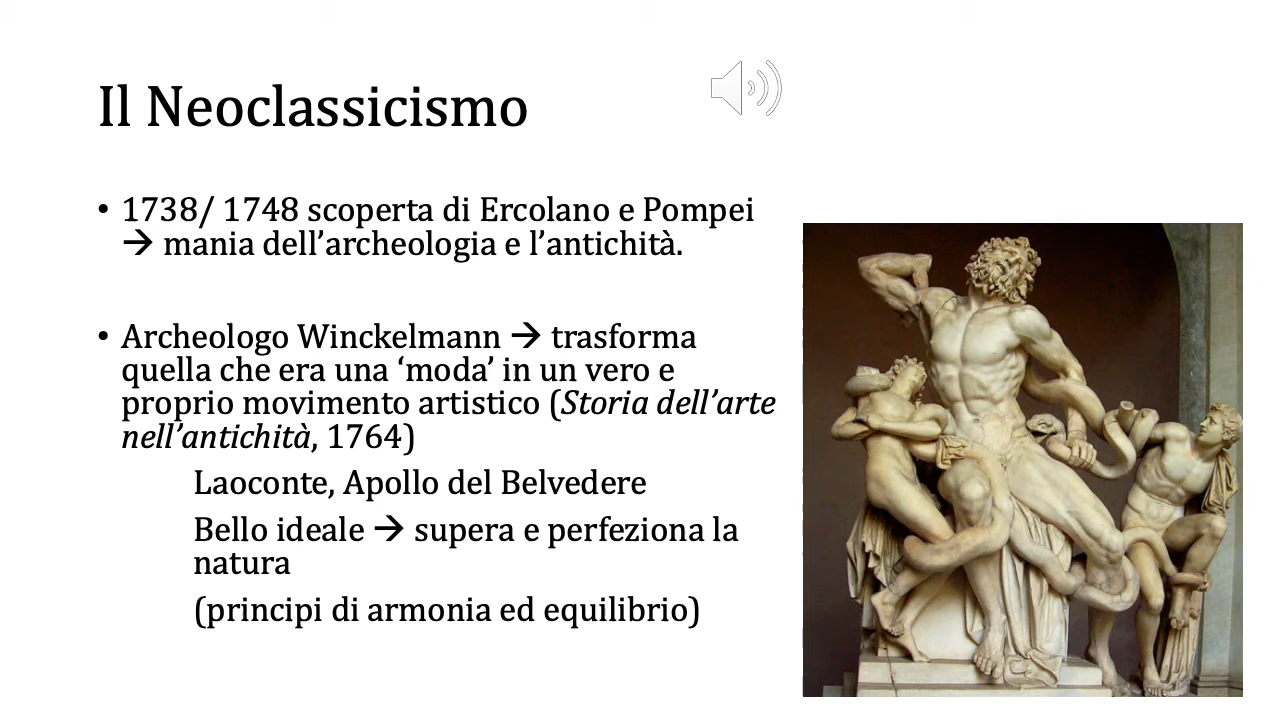 Il Neoclassicismo
• 1738/ 1748 scoperta di Ercolano e Pompei
→ mania dell’archeologia e l’antichità.
• Archeologo Winckelmann → trasforma
quella che era una ‘moda’ in un vero e
proprio movimento artistico (Storia dell’arte
nell’antichità, 1764)
Laoconte, Apollo del Belvedere
Bello ideale → supera e perfeziona la
natura
(principi di armonia ed equilibrio)